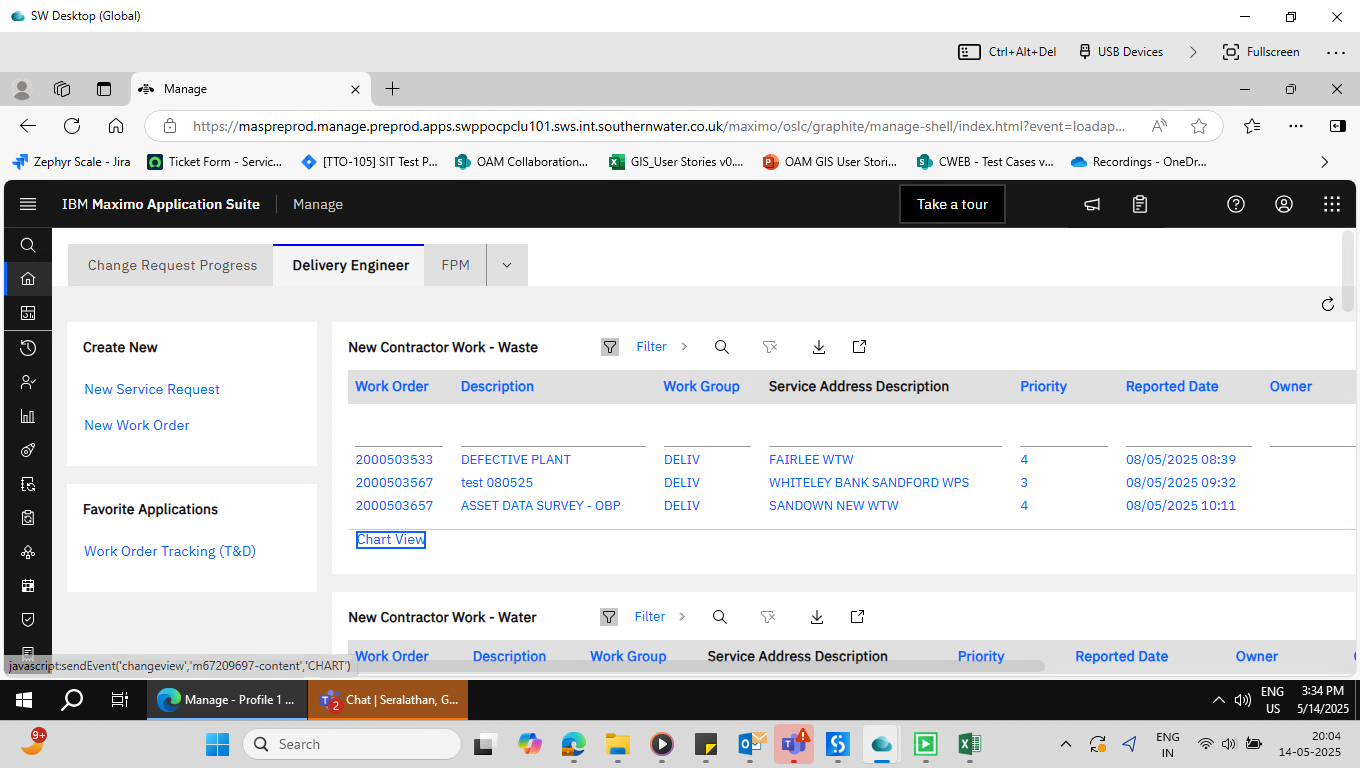 SW Desktop (Global)
Ctrl+Alt+Del USB Devices Fullscreen
Manage
https://maspreprod.manage.preprod.apps.swppocpclu101.sws.int.southernwater.co.uk/maximo/oslc/graphite/manage-shell/index.html?event=loadap...
Zephyr Scale - Jira Ticket Form - Servic... [TTO-105] SIT Test P... OAM Collaboration... GIS_User Stories v0.... OAM GIS User Stori... CWEB - Test Cases v... Recordings - OneDr...
IBM Maximo Application Suite Manage Take a tour
Change Request Progress Delivery Engineer FPM
Create New
New Service Request
New Work Order
Favorite Applications
Work Order Tracking (T&D)
New Contractor Work - Waste Filter
Work Order Description Work Group Service Address Description Priority Reported Date Owner
2000503533 DEFECTIVE PLANT DELIV FAIRLEE WTW 4 08/05/2025 08:39
2000503567 test 080525 DELIV WHITELEY BANK SANDFORD WPS 3 08/05/2025 09:32
2000503657 ASSET DATA SURVEY - OBP DELIV SANDOWN NEW WTW 4 08/05/2025 10:11
Chart View
New Contractor Work - Water Filter
Work Order Description Work Group Service Address Description Priority Reported Date Owner
javascript:sendEvent('changeview','m67209697-content','CHART')
Manage - Profile 1 ... 2 Chat | Seralathan, G... ENG US 3:34 PM 5/14/2025
9+ Search ENG IN 20:04 14-05-2025